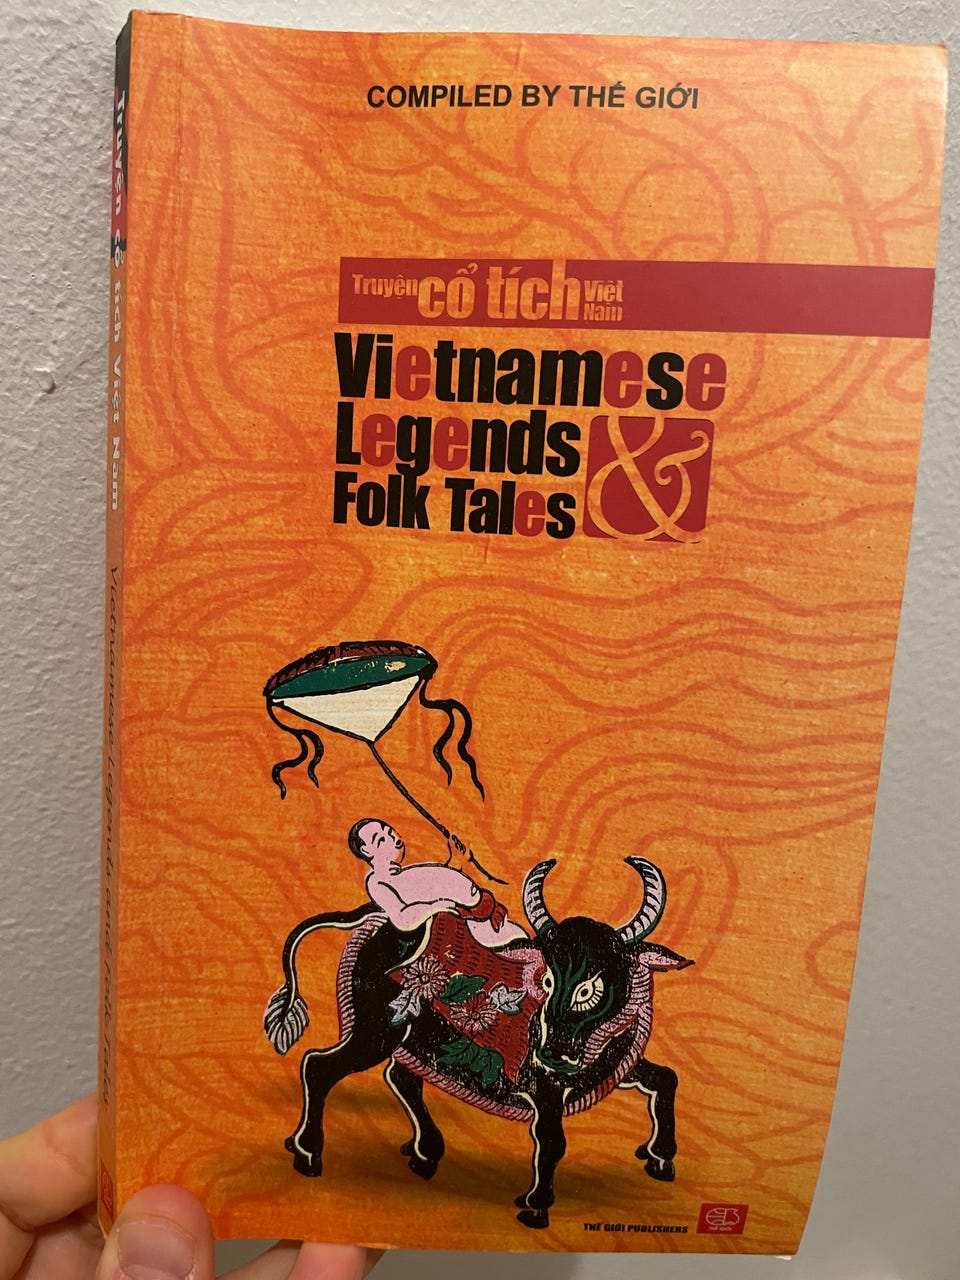 COMPILED BY THẾ GIỚI
Truyện cổ tích Việt Nam
Vietnamese
Legends &
Folk Tales
THẾ GIỚI PUBLISHERS
Truyện cổ tích Việt Nam
Vietnamese Legends and Folk Tales